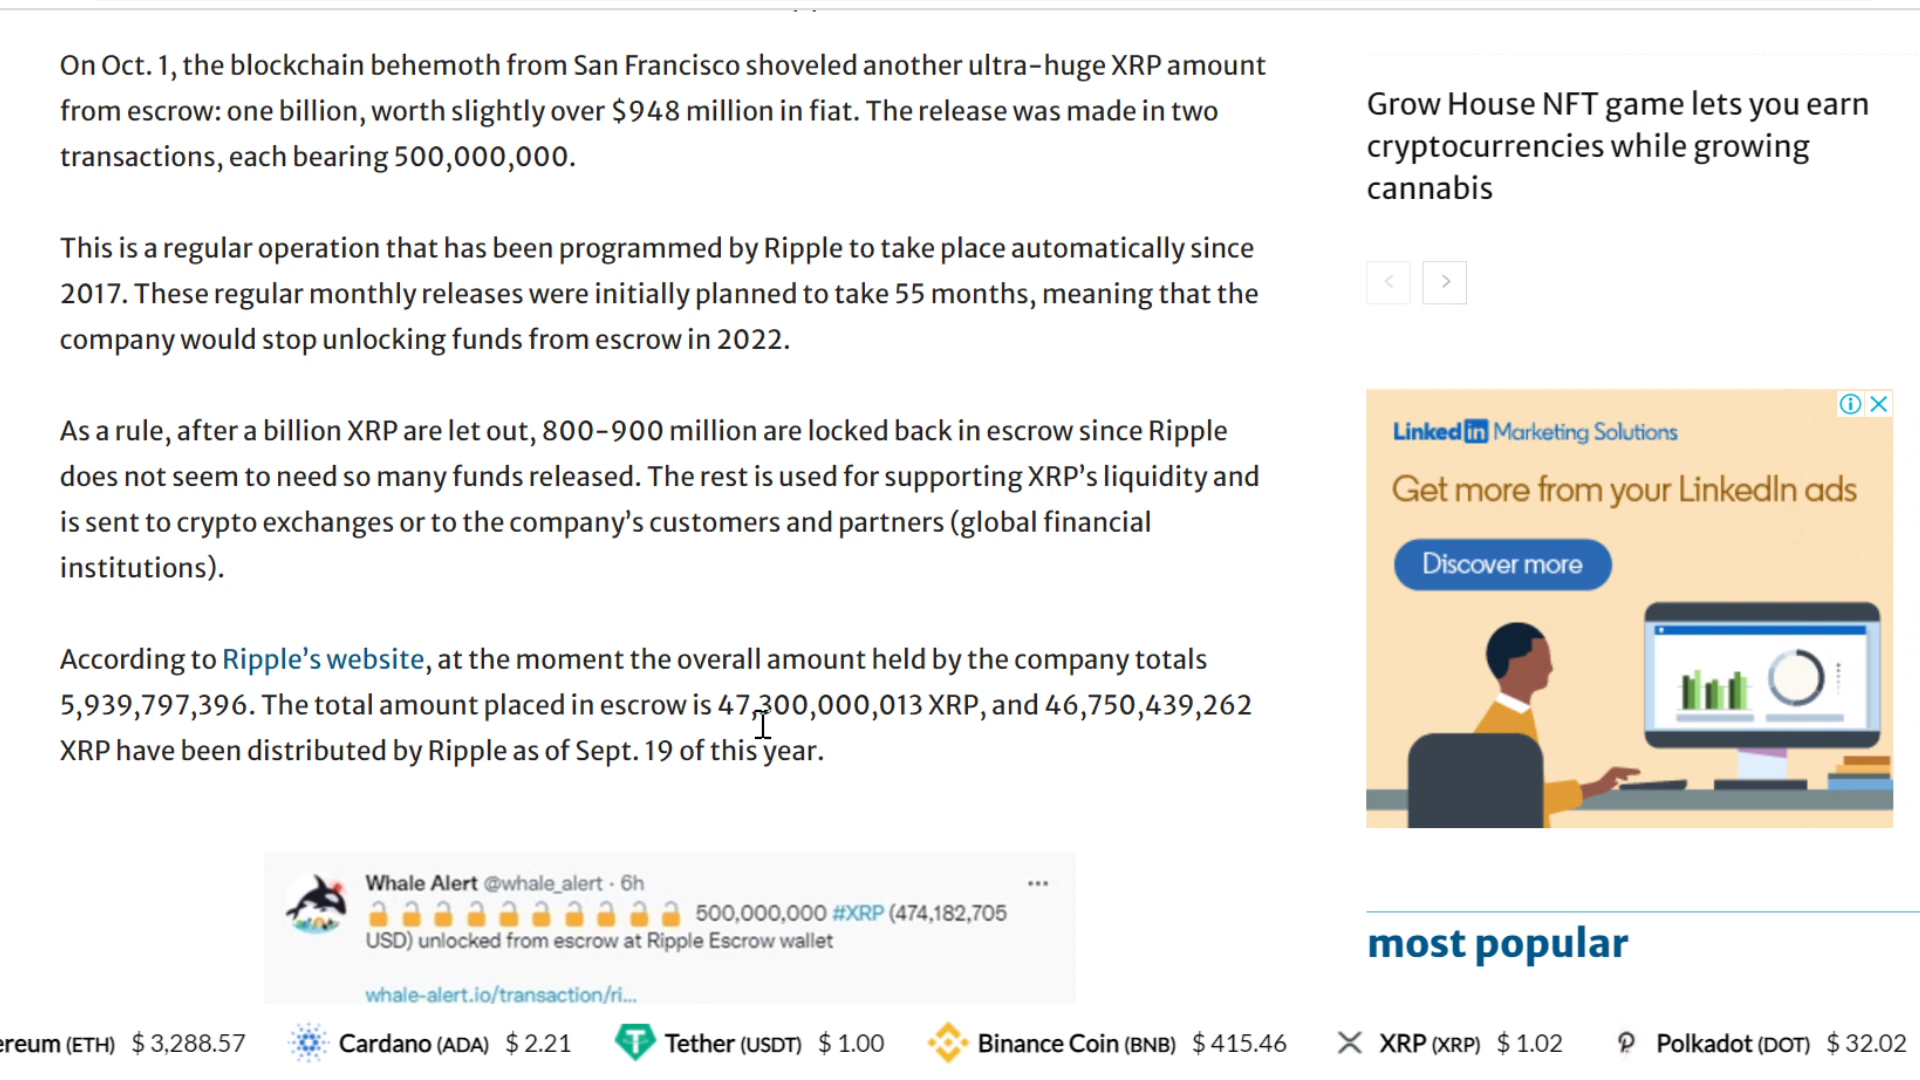 On Oct. 1, the blockchain behemoth from San Francisco shoveled another ultra-huge XRP amount
from escrow: one billion, worth slightly over $948 million in fiat. The release was made in two
transactions, each bearing 500,000,000.
This is a regular operation that has been programmed by Ripple to take place automatically since
2017. These regular monthly releases were initially planned to take 55 months, meaning that the
company would stop unlocking funds from escrow in 2022.
As a rule, after a billion XRP are let out, 800-900 million are locked back in escrow since Ripple
does not seem to need so many funds released. The rest is used for supporting XRP's liquidity and
is sent to crypto exchanges or to the company's customers and partners (global financial
institutions).
According to Ripple's website, at the moment the overall amount held by the company totals
5,939,797,396. The total amount placed in escrow is 47,300,000,013 XRP, and 46,750,439,262
XRP have been distributed by Ripple as of Sept. 19 of this year.
Whale Alert @whale_alert · 6h
500,000,000 #XRP (474,182,705
USD) unlocked from escrow at Ripple Escrow wallet
whale-alert.io/transaction/ri...
Grow House NFT game lets you earn
cryptocurrencies while growing
cannabis
Linked in Marketing Solutions
Get more from your LinkedIn ads
Discover more
most popular
ereum (ETH) $ 3,288.57 Cardano (ADA) $ 2.21 Tether (USDT) $ 1.00 Binance Coin (BNB) $ 415.46 XRP (XRP) $ 1.02 Polkadot (DOT) $ 32.02